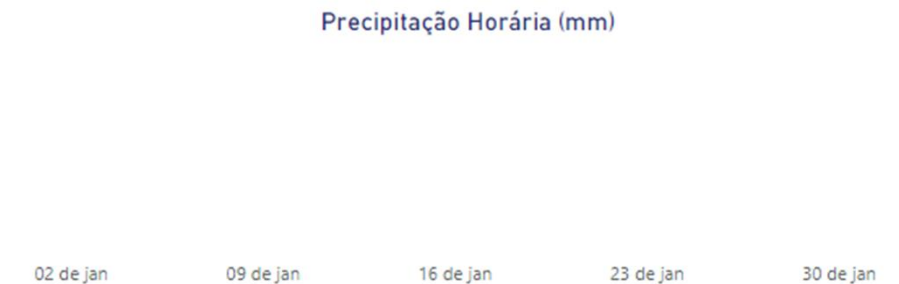 Precipitação Horária (mm)
02 de jan 09 de jan 16 de jan 23 de jan 30 de jan